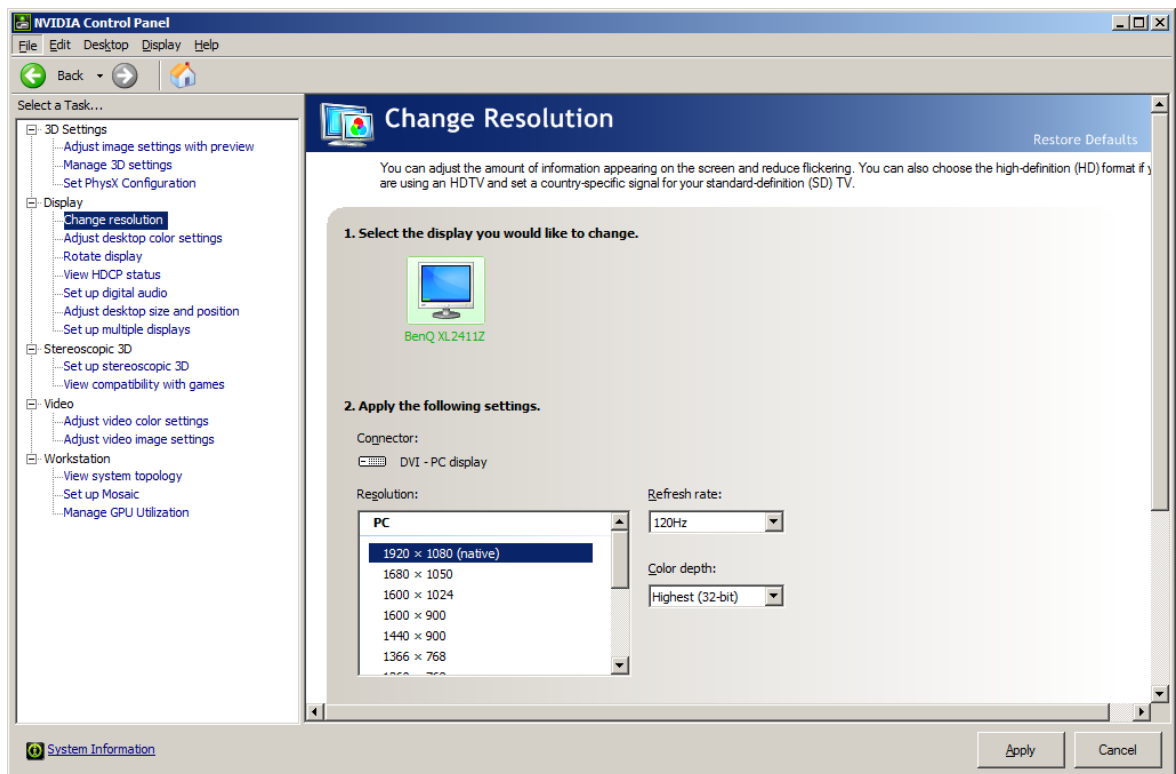 NVIDIA Control Panel
File Edit Desktop Display Help
Back
Select a Task...
3D Settings
Adjust image settings with preview
Manage 3D settings
Set PhysX Configuration
Display
Change resolution
Adjust desktop color settings
Rotate display
View HDCP status
Set up digital audio
Adjust desktop size and position
Set up multiple displays
Stereoscopic 3D
Set up stereoscopic 3D
View compatibility with games
Video
Adjust video color settings
Adjust video image settings
Workstation
View system topology
Set up Mosaic
Manage GPU Utilization
Change Resolution
Restore Defaults
You can adjust the amount of information appearing on the screen and reduce flickering. You can also choose the high-definition (HD) format if
are using an HDTV and set a country-specific signal for your standard-definition (SD) TV.
1. Select the display you would like to change.
BenQ XL2411Z
2. Apply the following settings.
Connector:
DVI - PC display
Resolution:
PC
1920 × 1080 (native)
1680 × 1050
1600 × 1024
1600 × 900
1440 × 900
1366 × 768
Refresh rate:
120Hz
Color depth:
Highest (32-bit)
System Information
Apply Cancel